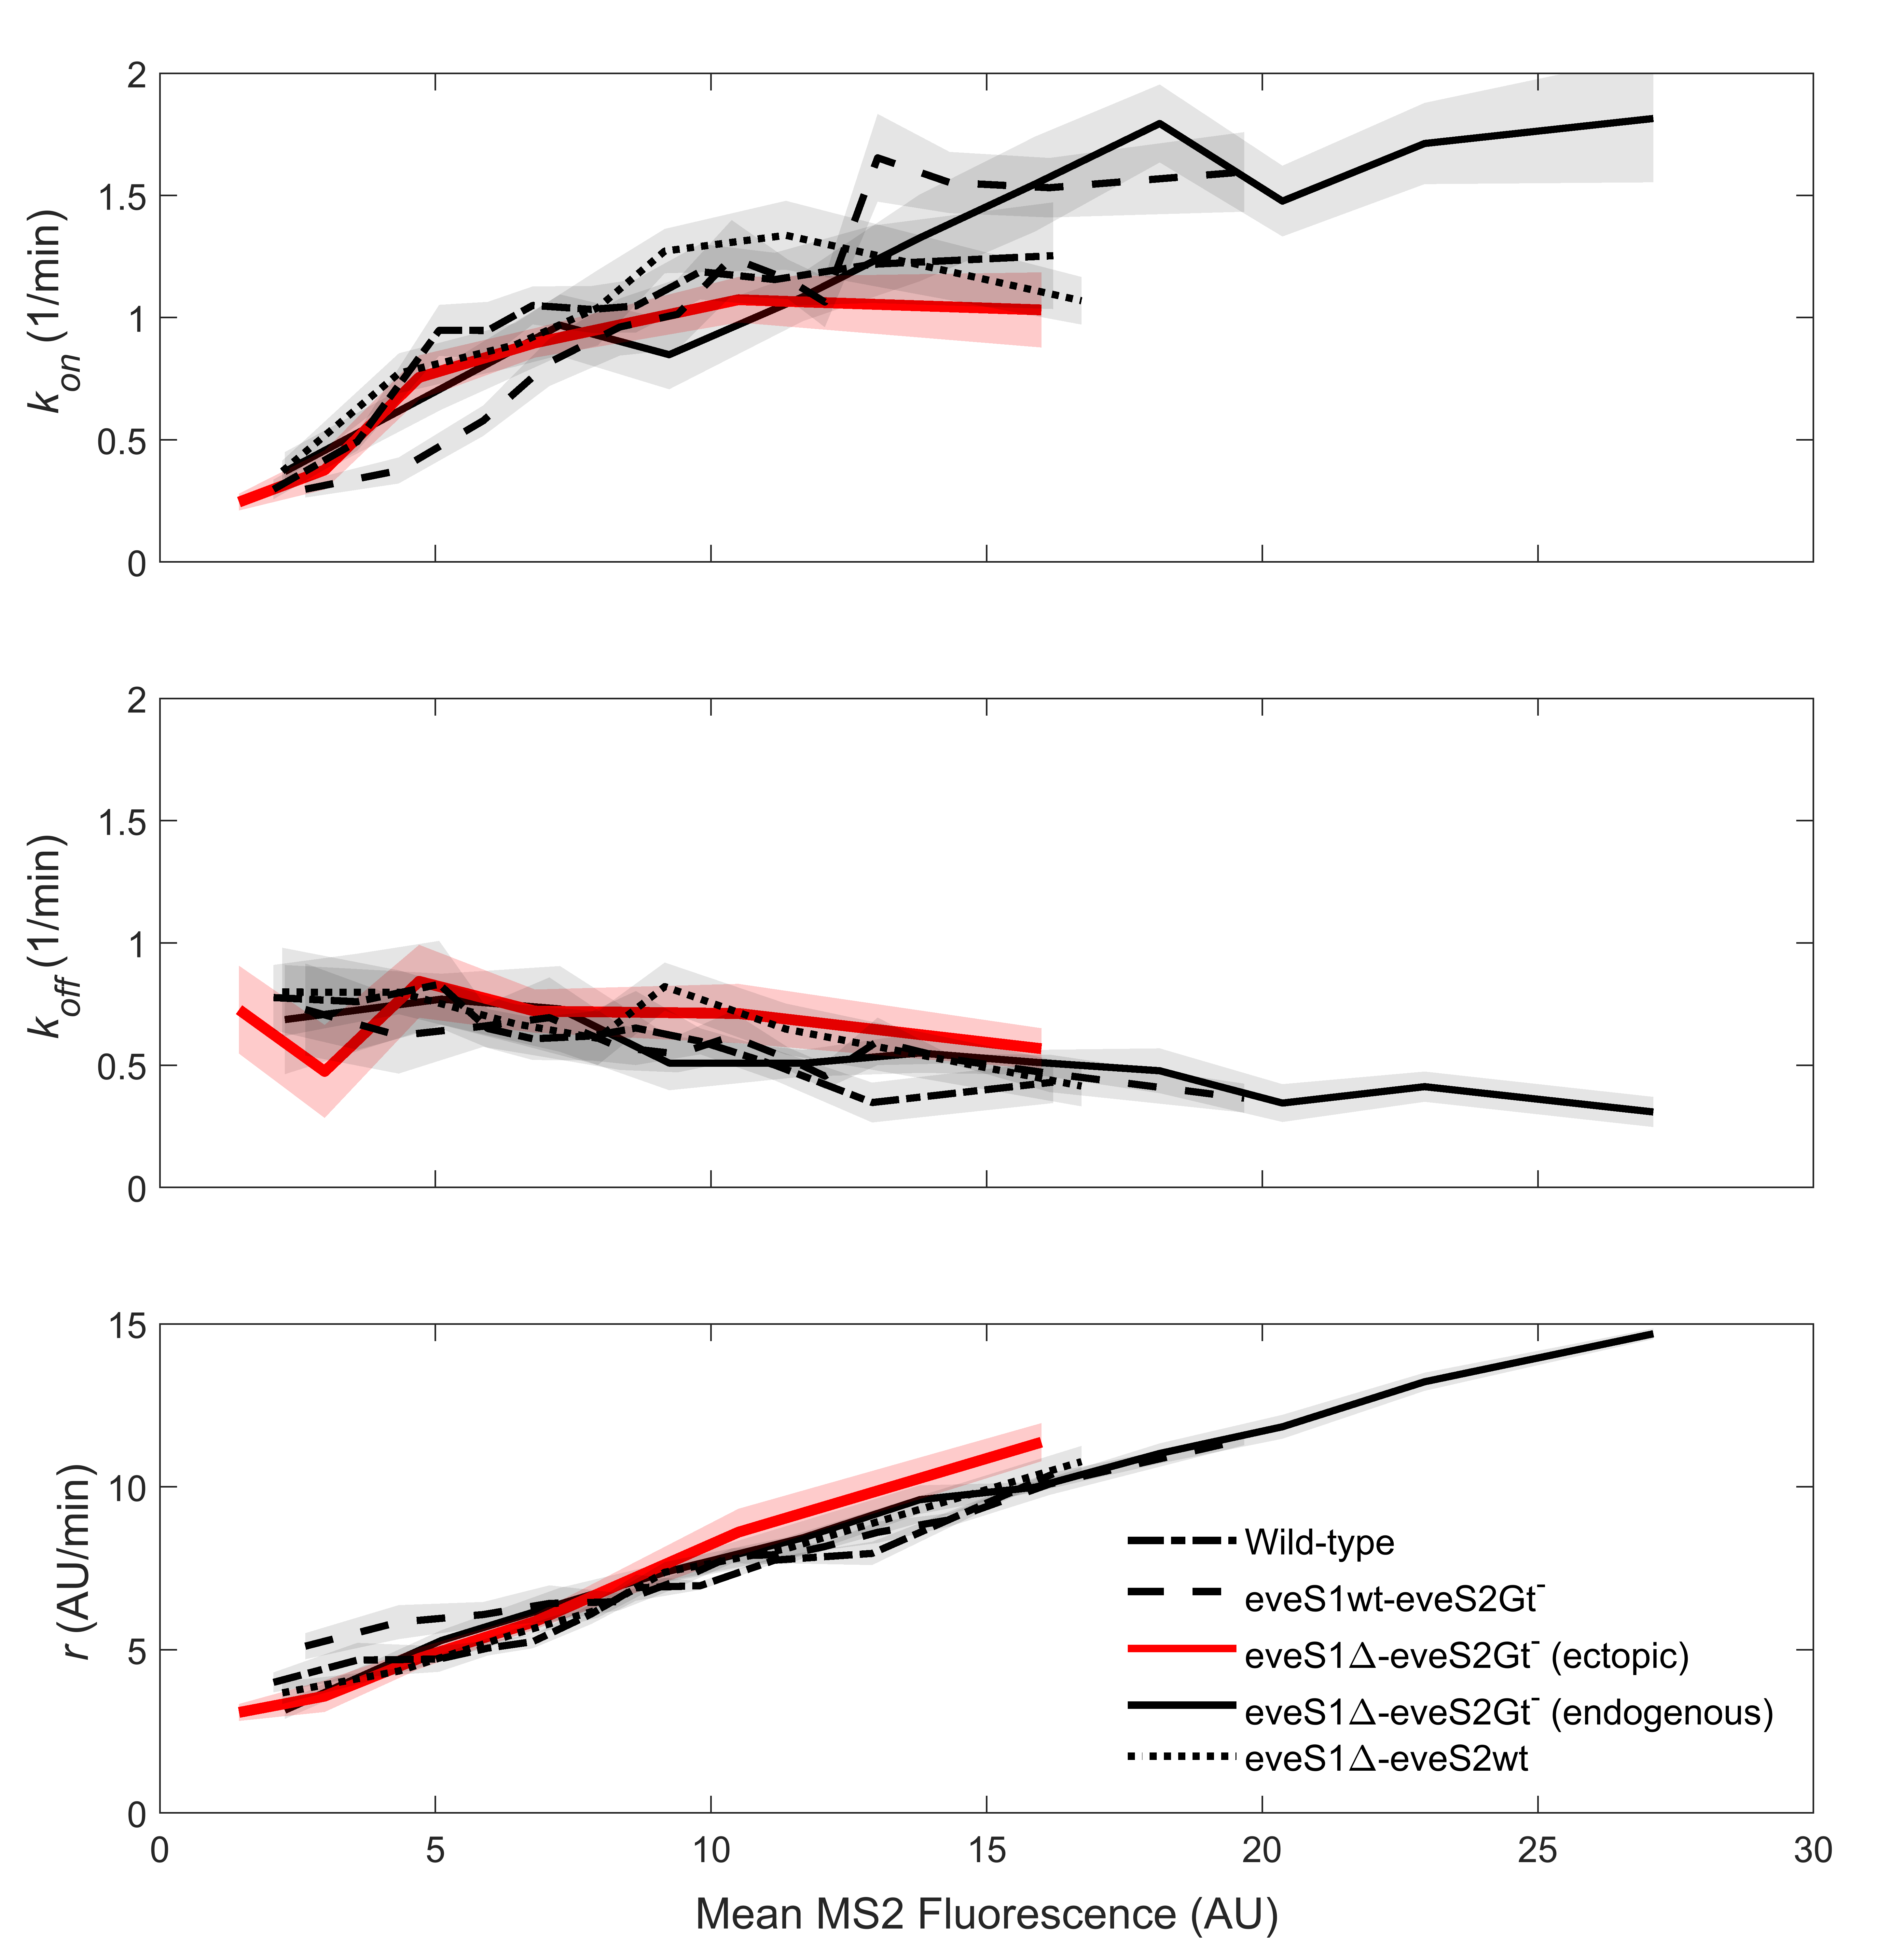 2
1.5
1
0.5
0
k_on (1/min)
2
1.5
1
0.5
0
k_off (1/min)
15
10
5
0
r (AU/min)
Wild-type
eveS1wt-eveS2Gt⁻
eveS1Δ-eveS2Gt⁻ (ectopic)
eveS1Δ-eveS2Gt⁻ (endogenous)
eveS1Δ-eveS2wt
0 5 10 15 20 25 30
Mean MS2 Fluorescence (AU)